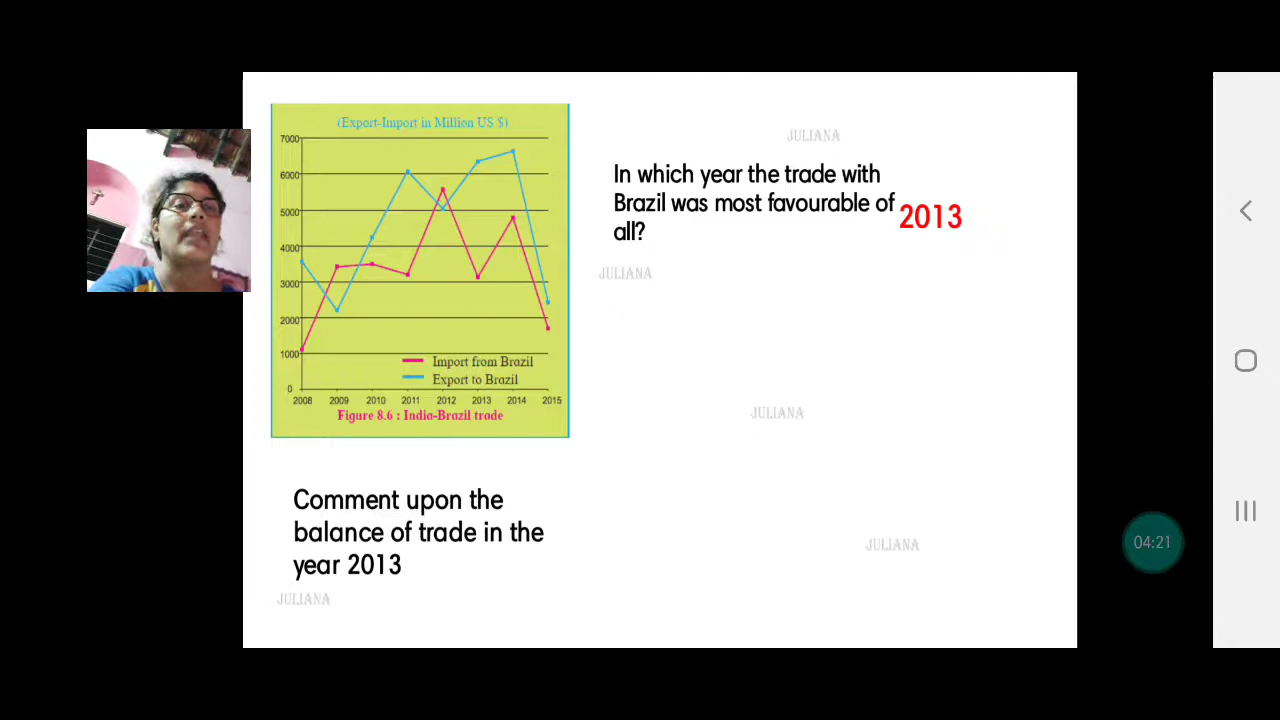 (Export-Import in Million US $)
7000
6000
5000
4000
3000
2000
1000
0
Import from Brazil
Export to Brazil
2008 2009 2010 2011 2012 2013 2014 2015
Figure 8.6 : India-Brazil trade
JULIANA
In which year the trade with
Brazil was most favourable of
all?
2013
JULIANA
JULIANA
Comment upon the
balance of trade in the
year 2013
JULIANA
JULIANA
04:21